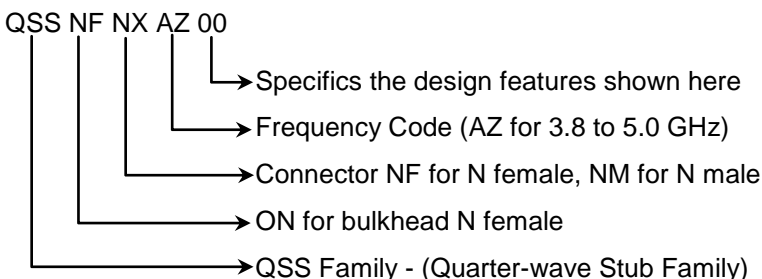 QSS NF NX AZ 00
Specifics the design features shown here
Frequency Code (AZ for 3.8 to 5.0 GHz)
Connector NF for N female, NM for N male
ON for bulkhead N female
QSS Family - (Quarter-wave Stub Family)